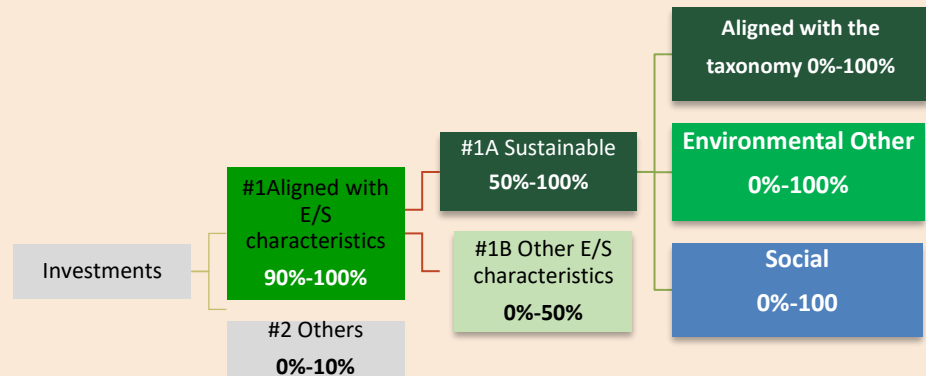 Investments
#1Aligned with
E/S
characteristics
90%-100%
#2 Others
0%-10%
#1A Sustainable
50%-100%
#1B Other E/S
characteristics
0%-50%
Aligned with the
taxonomy 0%-100%
Environmental Other
0%-100%
Social
0%-100